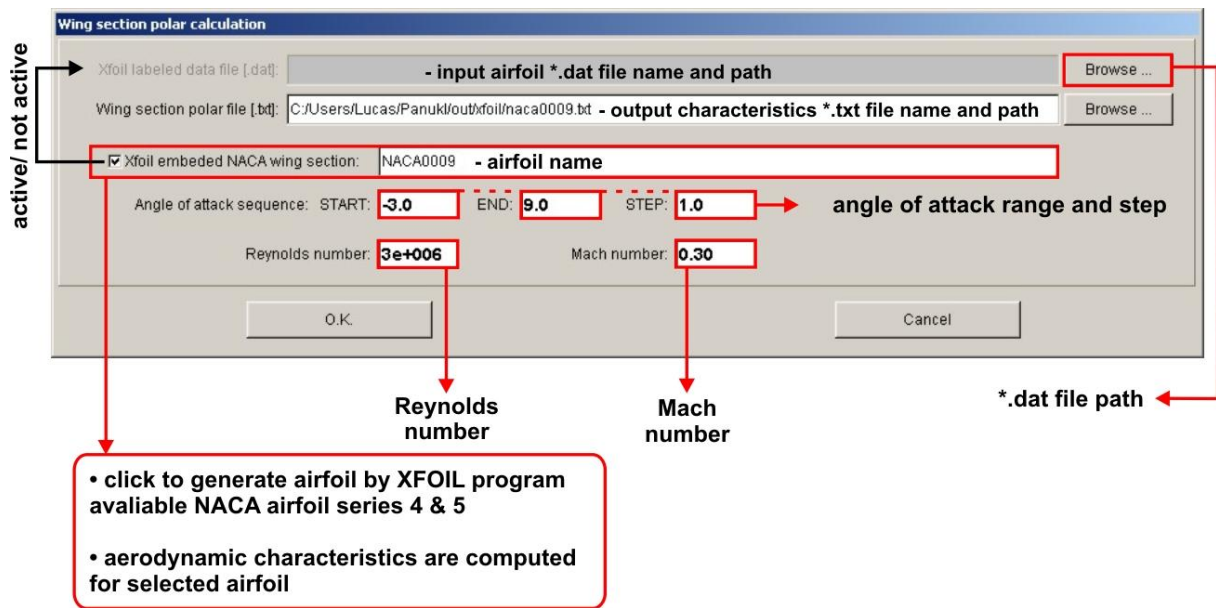 Wing section polar calculation
active/ not active
Xfoil labeled data file [.dat]: - input airfoil *.dat file name and path Browse ...
Wing section polar file [.txt]: C:/Users/Lucas/Panukl/out/xfoil/naca0009.txt - output characteristics *.txt file name and path Browse ...
Xfoil embeded NACA wing section: NACA0009 - airfoil name
Angle of attack sequence: START: -3.0 END: 9.0 STEP: 1.0 angle of attack range and step
Reynolds number: 3e+006 Mach number: 0.30
O.K. Cancel
*.dat file path
Reynolds
number
Mach
number
• click to generate airfoil by XFOIL program
avaliable NACA airfoil series 4 & 5
• aerodynamic characteristics are computed
for selected airfoil